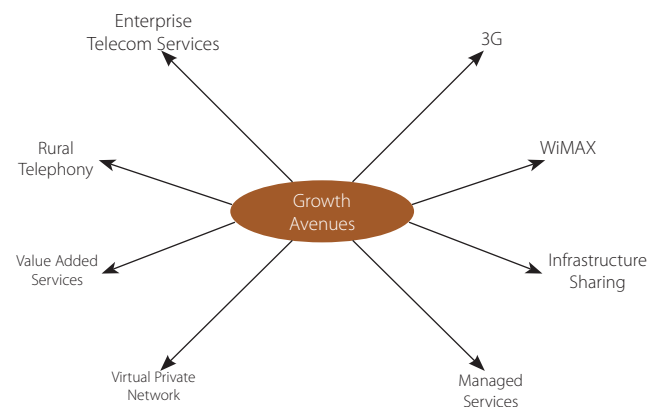 Enterprise
Telecom Services
3G
Rural
Telephony
WiMAX
Growth
Avenues
Value Added
Services
Infrastructure
Sharing
Virtual Private
Network
Managed
Services